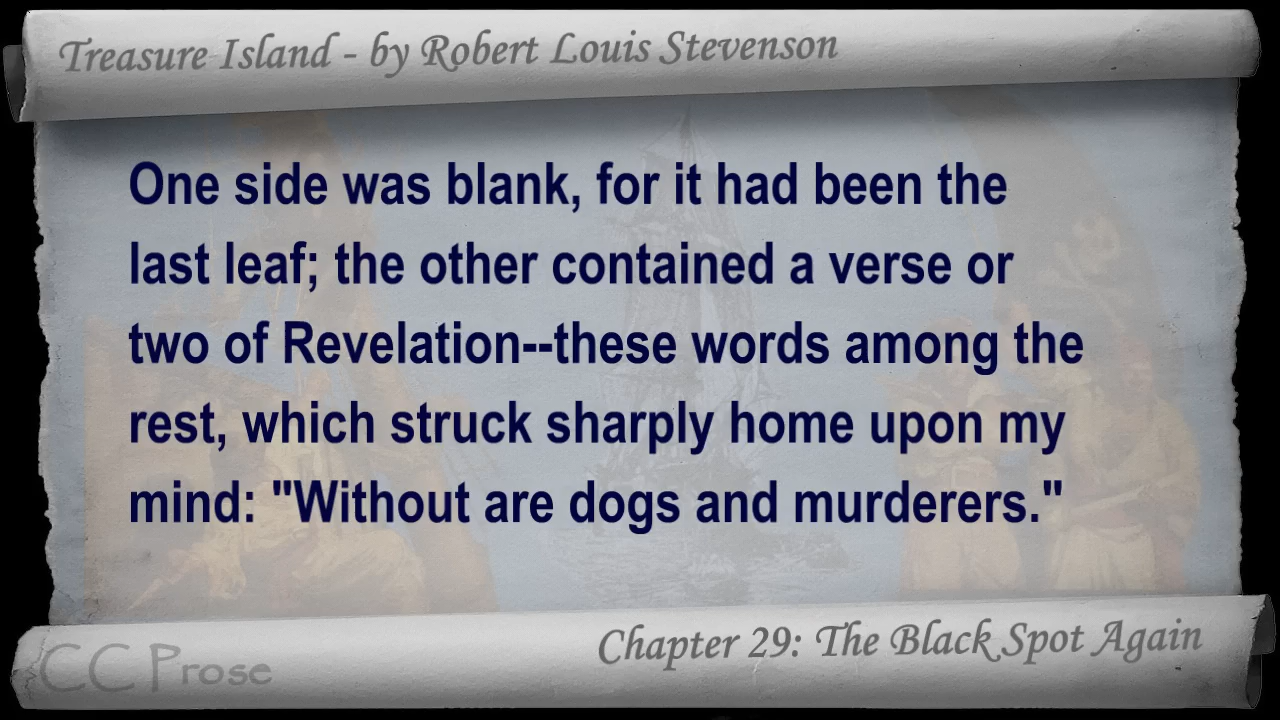 Treasure Island - by Robert Louis Stevenson
One side was blank, for it had been the
last leaf; the other contained a verse or
two of Revelation--these words among the
rest, which struck sharply home upon my
mind: "Without are dogs and murderers."
Chapter 29: The Black Spot Again
CC Prose